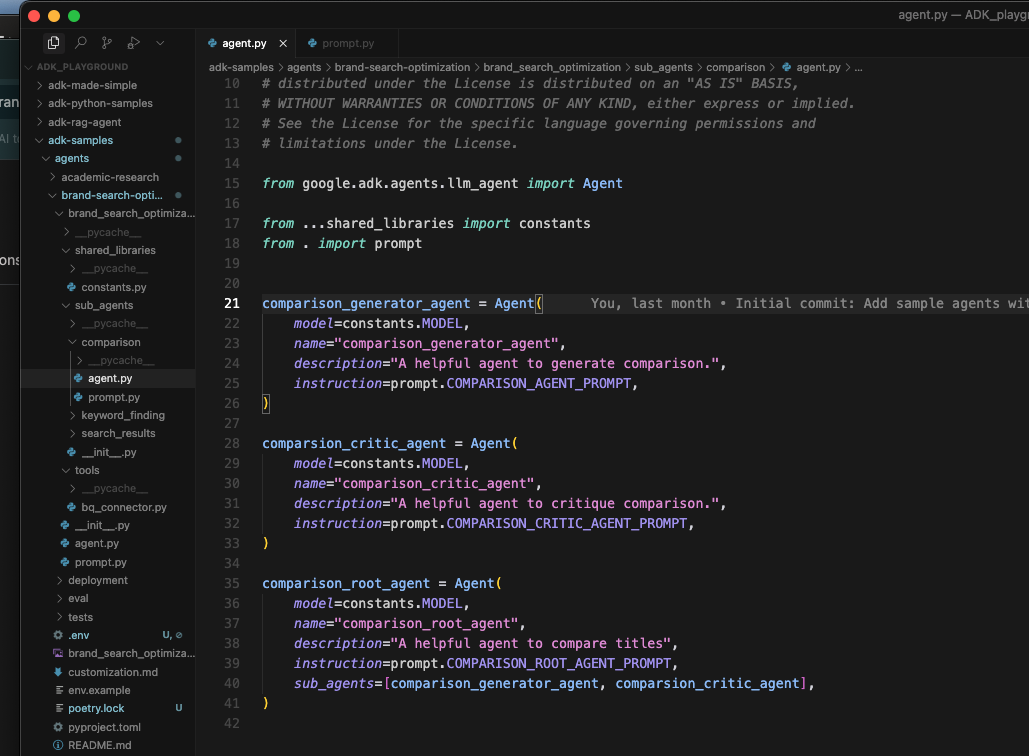 agent.py — ADK_playgr
ADK_PLAYGROUND
adk-made-simple
adk-python-samples
adk-rag-agent
adk-samples
agents
academic-research
brand-search-opti...
brand_search_optimiza...
__pycache__
shared_libraries
__pycache__
constants.py
sub_agents
__pycache__
comparison
__pycache__
agent.py
prompt.py
keyword_finding
search_results
__init__.py
tools
__pycache__
bq_connector.py
__init__.py
agent.py
prompt.py
deployment
eval
tests
.env U,
brand_search_optimiza...
customization.md
env.example
poetry.lock U
pyproject.toml
README.md
agent.py
prompt.py
adk-samples > agents > brand-search-optimization > brand_search_optimization > sub_agents > comparison > agent.py > ...
10 # distributed under the License is distributed on an "AS IS" BASIS,
11 # WITHOUT WARRANTIES OR CONDITIONS OF ANY KIND, either express or implied.
12 # See the License for the specific language governing permissions and
13 # limitations under the License.
14
15 from google.adk.agents.llm_agent import Agent
16
17 from ...shared_libraries import constants
18 from . import prompt
19
20
21 comparison_generator_agent = Agent( You, last month • Initial commit: Add sample agents wit
22 model=constants.MODEL,
23 name="comparison_generator_agent",
24 description="A helpful agent to generate comparison.",
25 instruction=prompt.COMPARISON_AGENT_PROMPT,
26 )
27
28 comparsion_critic_agent = Agent(
29 model=constants.MODEL,
30 name="comparison_critic_agent",
31 description="A helpful agent to critique comparison.",
32 instruction=prompt.COMPARISON_CRITIC_AGENT_PROMPT,
33 )
34
35 comparison_root_agent = Agent(
36 model=constants.MODEL,
37 name="comparison_root_agent",
38 description="A helpful agent to compare titles",
39 instruction=prompt.COMPARISON_ROOT_AGENT_PROMPT,
40 sub_agents=[comparison_generator_agent, comparsion_critic_agent],
41 )
42